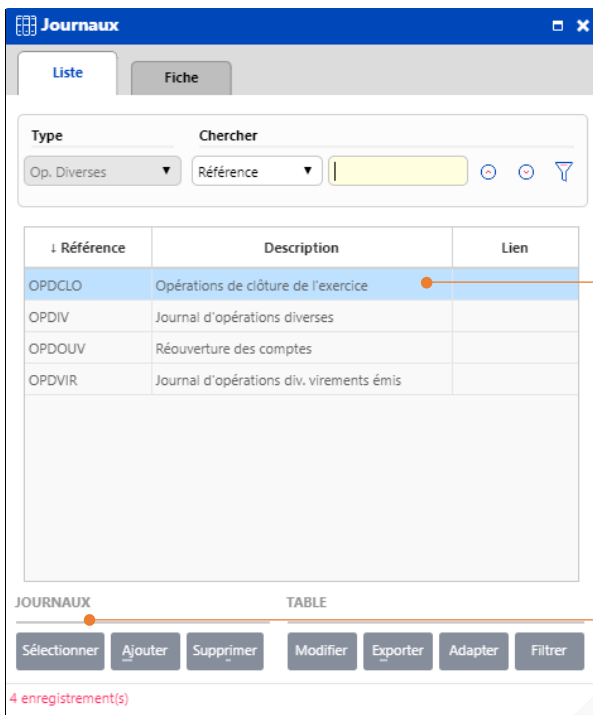 Journaux
Liste Fiche
Type Chercher
Op. Diverses Référence
↓ Référence Description Lien
OPDCLO Opérations de clôture de l'exercice
OPDIV Journal d'opérations diverses
OPDOUV Réouverture des comptes
OPDVIR Journal d'opérations div. virements émis
JOURNAUX TABLE
Sélectionner Ajouter Supprimer Modifier Exporter Adapter Filtrer
4 enregistrement(s)